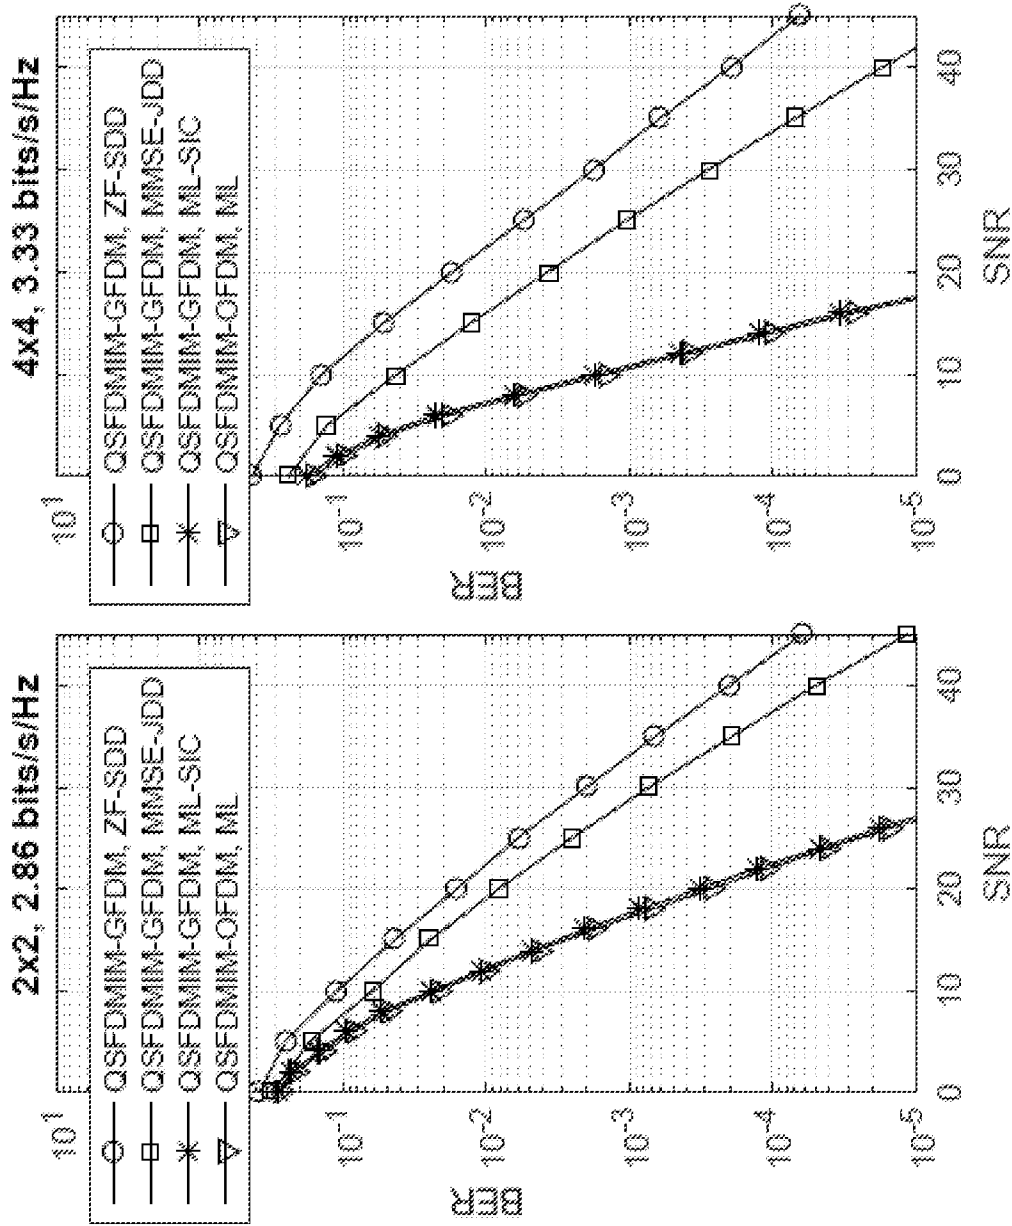 2x2, 2.86 bits/s/Hz
10^1
QSFDMIM-GFDM, ZF-SDD
QSFDMIM-GFDM, MMSE-JDD
QSFDMIM-GFDM, ML-SIC
QSFDMIM-OFDM, ML
10^-1
10^-2
10^-3
10^-4
10^-5
BER
0
10
20
30
40
SNR
4x4, 3.33 bits/s/Hz
10^1
QSFDMIM-GFDM, ZF-SDD
QSFDMIM-GFDM, MMSE-JDD
QSFDMIM-GFDM, ML-SIC
QSFDMIM-OFDM, ML
10^-1
10^-2
10^-3
10^-4
10^-5
BER
0
10
20
30
40
SNR